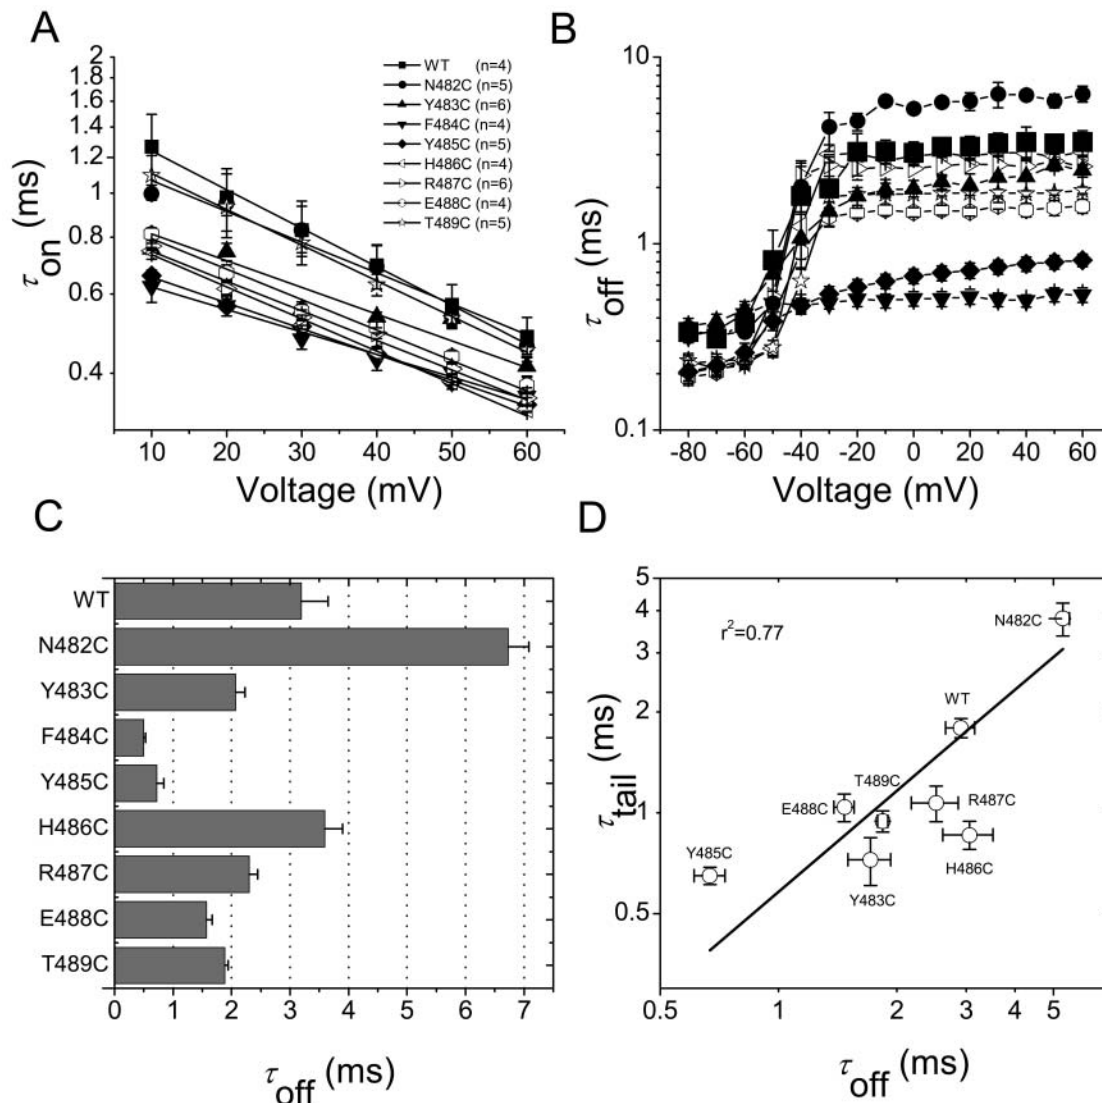 A
τon (ms)
2
1.8
1.6
1.4
1.2
1
0.8
0.6
0.4
10 20 30 40 50 60
Voltage (mV)
WT (n=4)
N482C (n=5)
Y483C (n=6)
F484C (n=4)
Y485C (n=5)
H486C (n=4)
R487C (n=6)
E488C (n=4)
T489C (n=5)
B
τoff (ms)
10
1
0.1
-80 -60 -40 -20 0 20 40 60
Voltage (mV)
C
WT
N482C
Y483C
F484C
Y485C
H486C
R487C
E488C
T489C
0 1 2 3 4 5 6 7
τoff (ms)
D
τtail (ms)
5
4
3
2
1
0.5
r²=0.77
N482C
WT
T489C
E488C
R487C
Y485C
H486C
Y483C
0.5 1 2 3 4 5
τoff (ms)